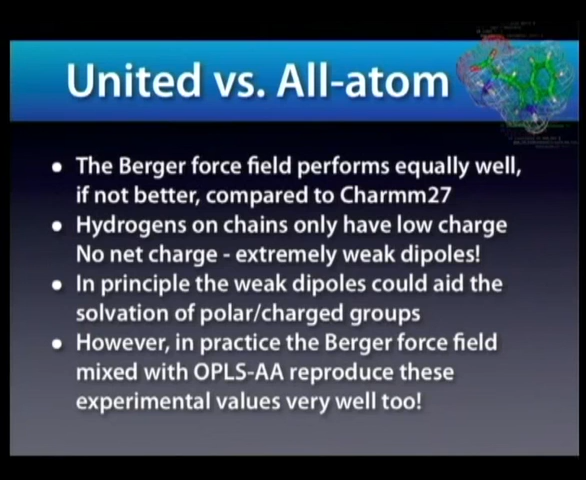 United vs. All-atom
• The Berger force field performs equally well,
if not better, compared to Charmm27
• Hydrogens on chains only have low charge
No net charge - extremely weak dipoles!
• In principle the weak dipoles could aid the
solvation of polar/charged groups
• However, in practice the Berger force field
mixed with OPLS-AA reproduce these
experimental values very well too!